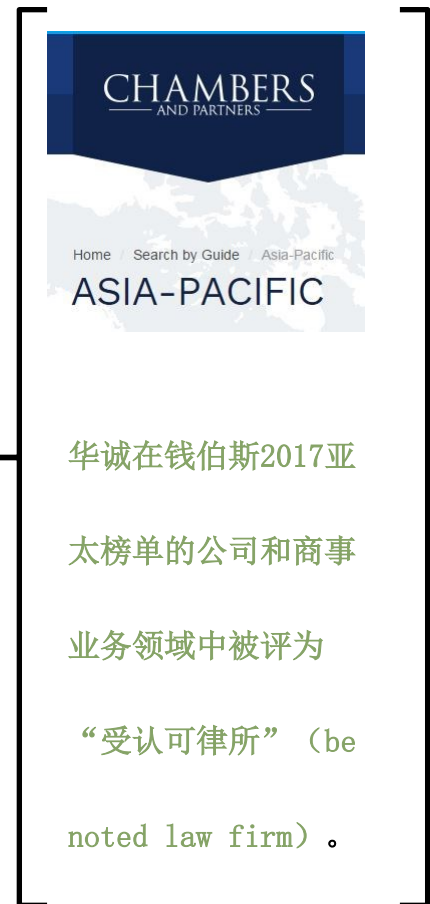 CHAMBERS
AND PARTNERS
Home / Search by Guide / Asia-Pacific
ASIA-PACIFIC
华诚在钱伯斯2017亚
太榜单的公司和商事
业务领域中被评为
“受认可律所”（be
noted law firm）。